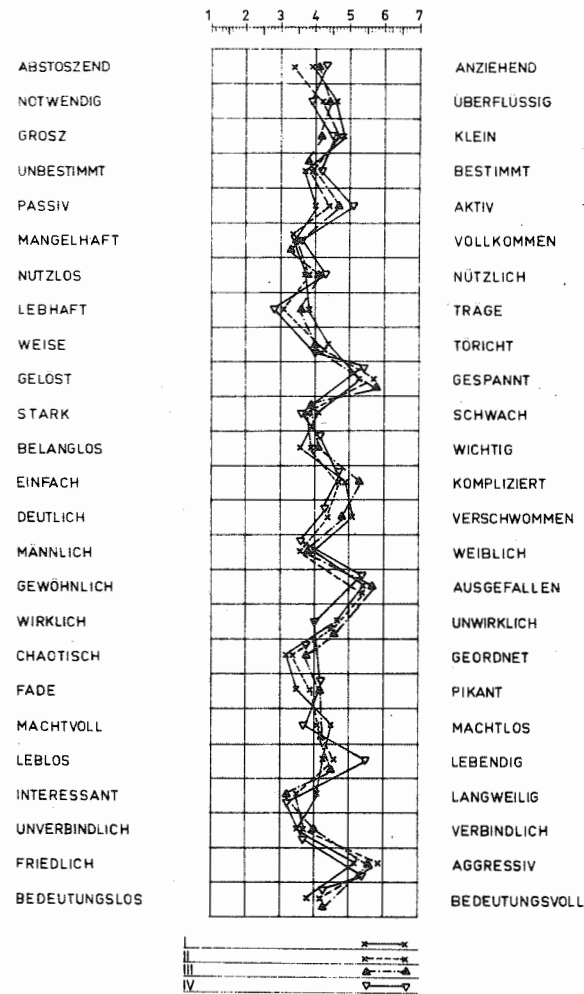 1 2 3 4 5 6 7
ABSTOSZEND ANZIEHEND
NOTWENDIG ÜBERFLÜSSIG
GROSZ KLEIN
UNBESTIMMT BESTIMMT
PASSIV AKTIV
MANGELHAFT VOLLKOMMEN
NUTZLOS NÜTZLICH
LEBHAFT TRÄGE
WEISE TÖRICHT
GELÖST GESPANNT
STARK SCHWACH
BELANGLOS WICHTIG
EINFACH KOMPLIZIERT
DEUTLICH VERSCHWOMMEN
MÄNNLICH WEIBLICH
GEWÖHNLICH AUSGEFALLEN
WIRKLICH UNWIRKLICH
CHAOTISCH GEORDNET
FADE PIKANT
MACHTVOLL MACHTLOS
LEBLOS LEBENDIG
INTERESSANT LANGWEILIG
UNVERBINDLICH VERBINDLICH
FRIEDLICH AGGRESSIV
BEDEUTUNGSLOS BEDEUTUNGSVOLL
I
II
III
IV